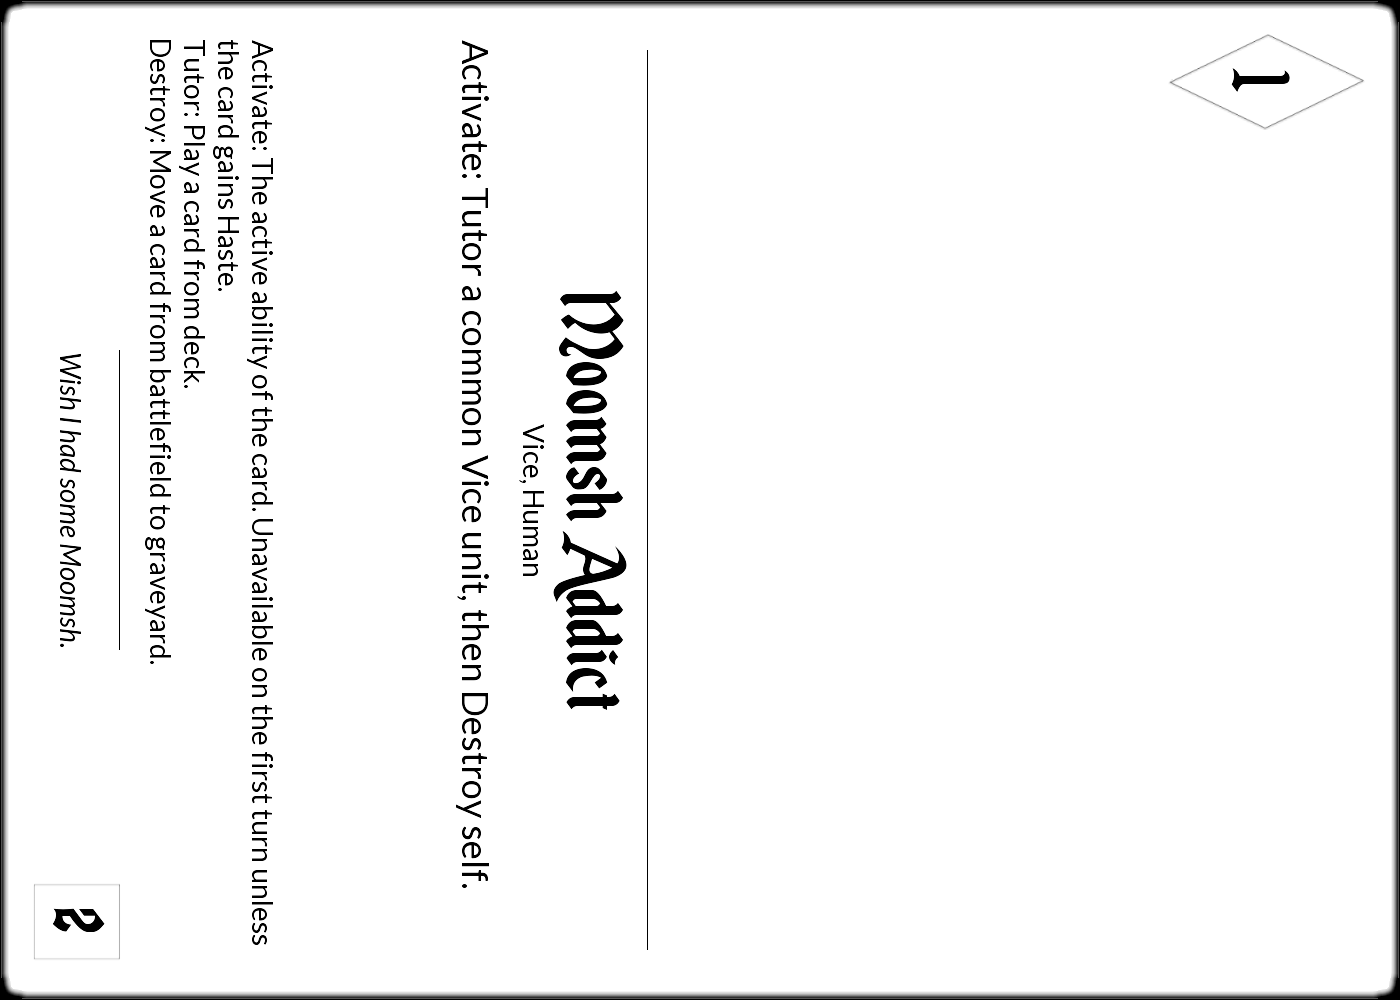 1
Moomsh Addict
Vice, Human
Activate: Tutor a common Vice unit, then Destroy self.
Activate: The active ability of the card. Unavailable on the first turn unless
the card gains Haste.
Tutor: Play a card from deck.
Destroy: Move a card from battlefield to graveyard.
Wish I had some Moomsh.
2